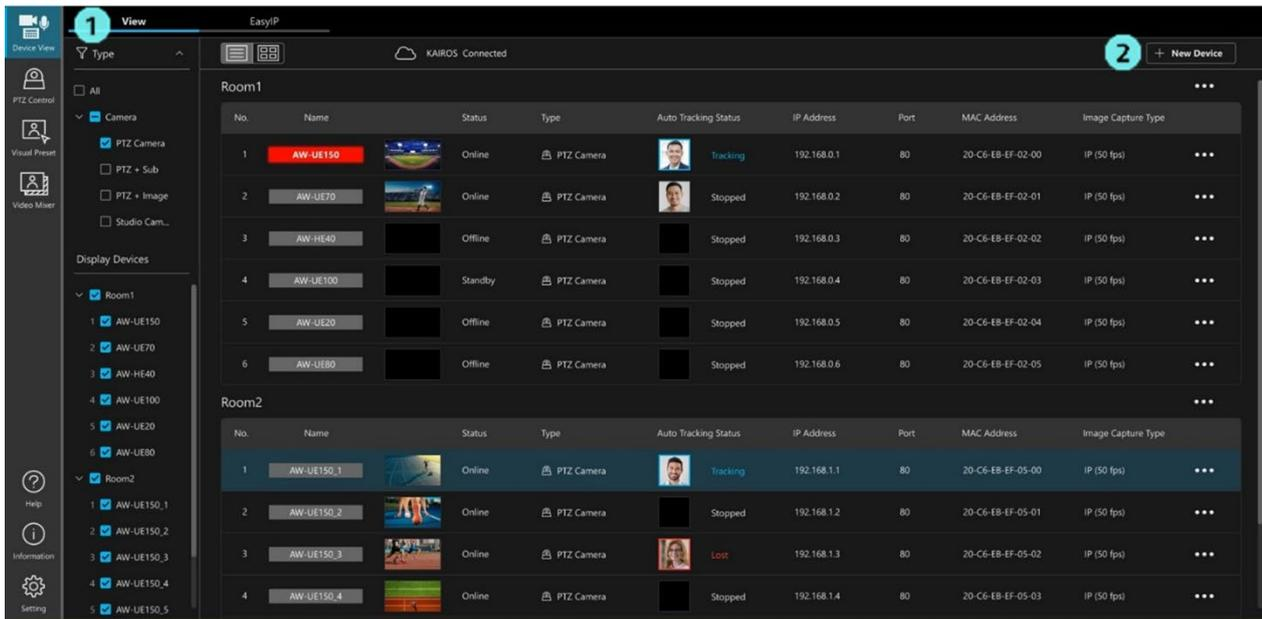 1 View EasyIP
Device View
Type
KAIROS Connected
2 + New Device
All
Camera
PTZ Camera
PTZ + Sub
PTZ + Image
Studio Cam...
PTZ Control
Visual Preset
Video Mixer
Display Devices
Room1
1 AW-UE150
2 AW-UE70
3 AW-HE40
4 AW-UE100
5 AW-UE20
6 AW-UE80
Room2
1 AW-UE150_1
2 AW-UE150_2
3 AW-UE150_3
4 AW-UE150_4
5 AW-UE150_5
Help
Information
Setting
Room1
No. Name Status Type Auto Tracking Status IP Address Port MAC Address Image Capture Type
1 AW-UE150 Online PTZ Camera Tracking 192.168.0.1 80 20-C6-EB-EF-02-00 IP (50 fps)
2 AW-UE70 Online PTZ Camera Stopped 192.168.0.2 80 20-C6-EB-EF-02-01 IP (50 fps)
3 AW-HE40 Offline PTZ Camera Stopped 192.168.0.3 80 20-C6-EB-EF-02-02 IP (50 fps)
4 AW-UE100 Standby PTZ Camera Stopped 192.168.0.4 80 20-C6-EB-EF-02-03 IP (50 fps)
5 AW-UE20 Offline PTZ Camera Stopped 192.168.0.5 80 20-C6-EB-EF-02-04 IP (50 fps)
6 AW-UE80 Offline PTZ Camera Stopped 192.168.0.6 80 20-C6-EB-EF-02-05 IP (50 fps)
Room2
No. Name Status Type Auto Tracking Status IP Address Port MAC Address Image Capture Type
1 AW-UE150_1 Online PTZ Camera Tracking 192.168.1.1 80 20-C6-EB-EF-05-00 IP (50 fps)
2 AW-UE150_2 Online PTZ Camera Stopped 192.168.1.2 80 20-C6-EB-EF-05-01 IP (50 fps)
3 AW-UE150_3 Online PTZ Camera Lost 192.168.1.3 80 20-C6-EB-EF-05-02 IP (50 fps)
4 AW-UE150_4 Online PTZ Camera Stopped 192.168.1.4 80 20-C6-EB-EF-05-03 IP (50 fps)